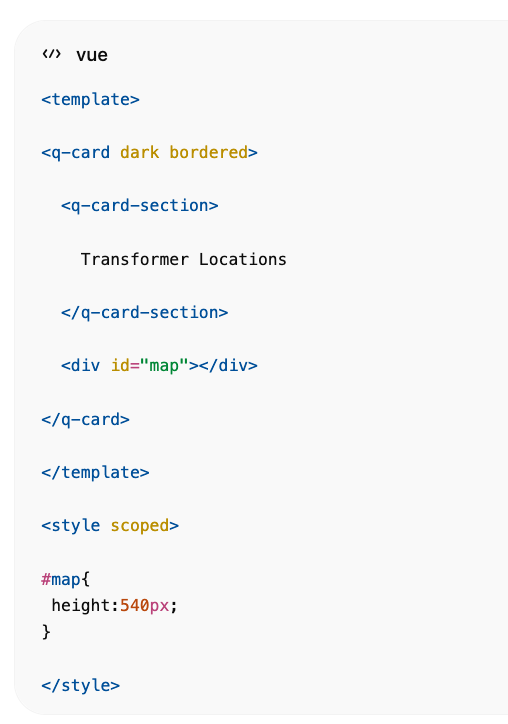 </> vue
<template>
<q-card dark bordered>
<q-card-section>
Transformer Locations
</q-card-section>
<div id="map"></div>
</q-card>
</template>
<style scoped>
#map{
height:540px;
}
</style>